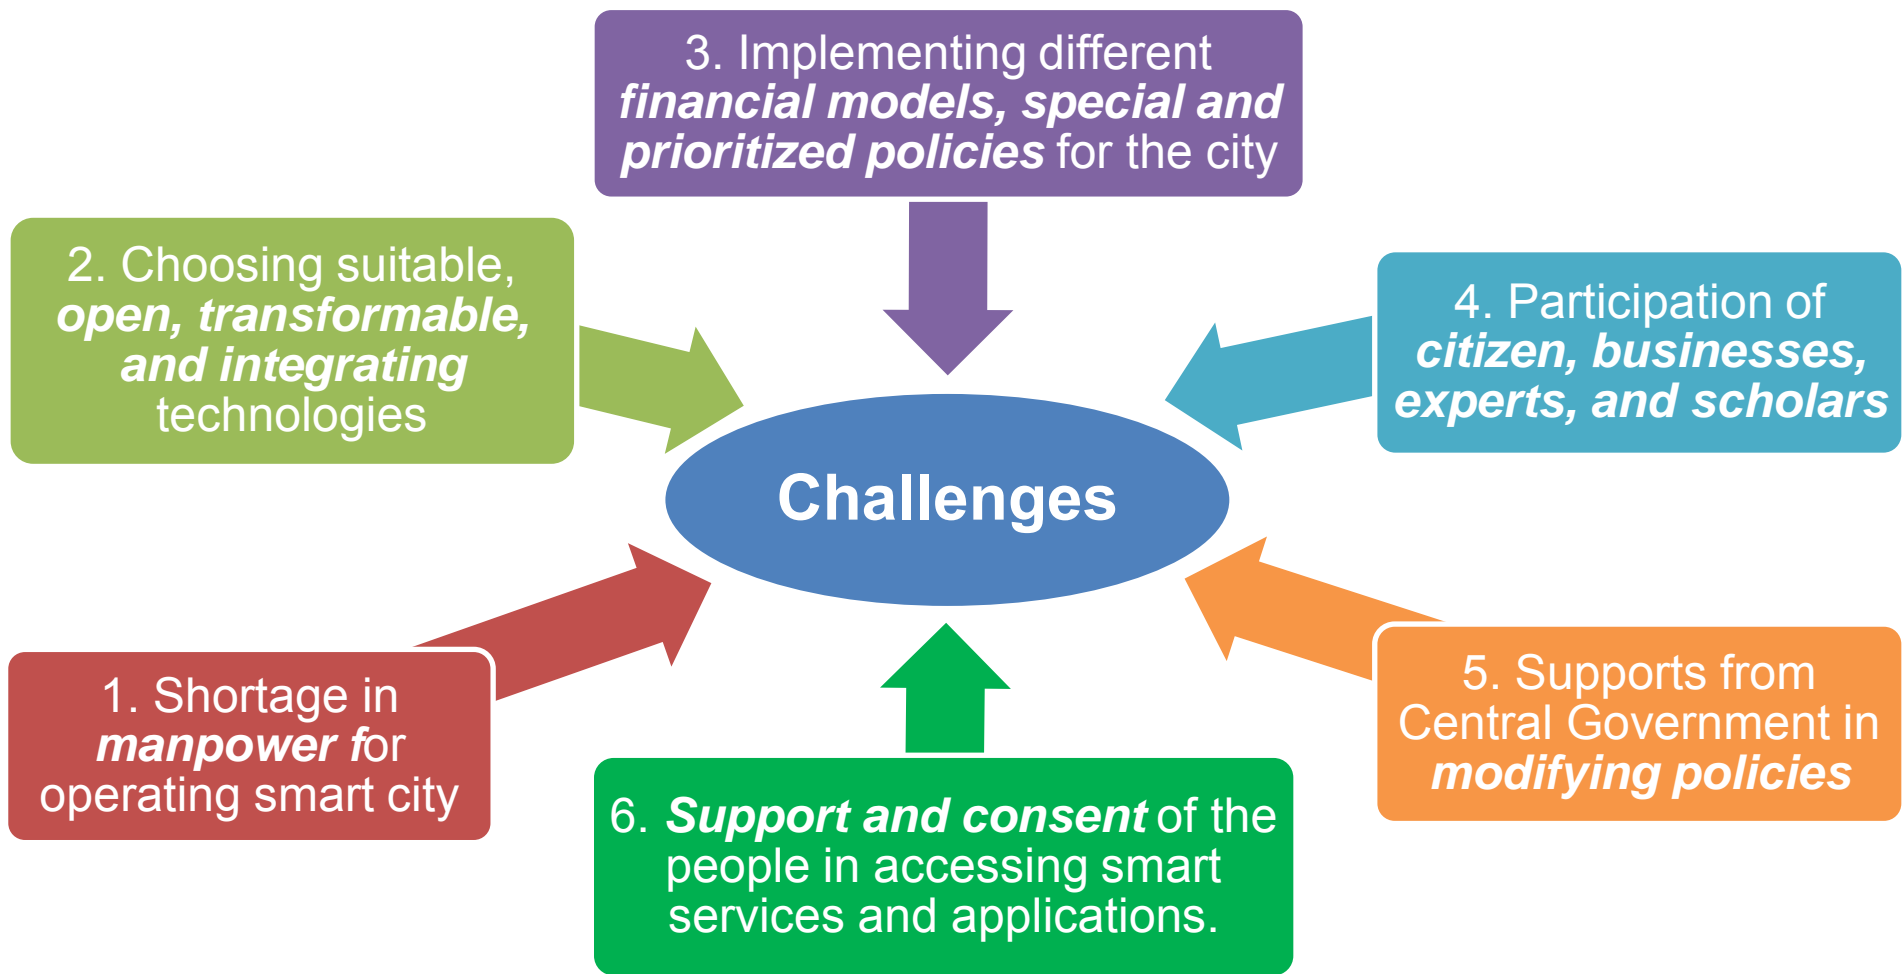 3. Implementing different
financial models, special and
prioritized policies for the city
2. Choosing suitable,
open, transformable,
and integrating
technologies
4. Participation of
citizen, businesses,
experts, and scholars
Challenges
1. Shortage in
manpower for
operating smart city
5. Supports from
Central Government in
modifying policies
6. Support and consent of the
people in accessing smart
services and applications.